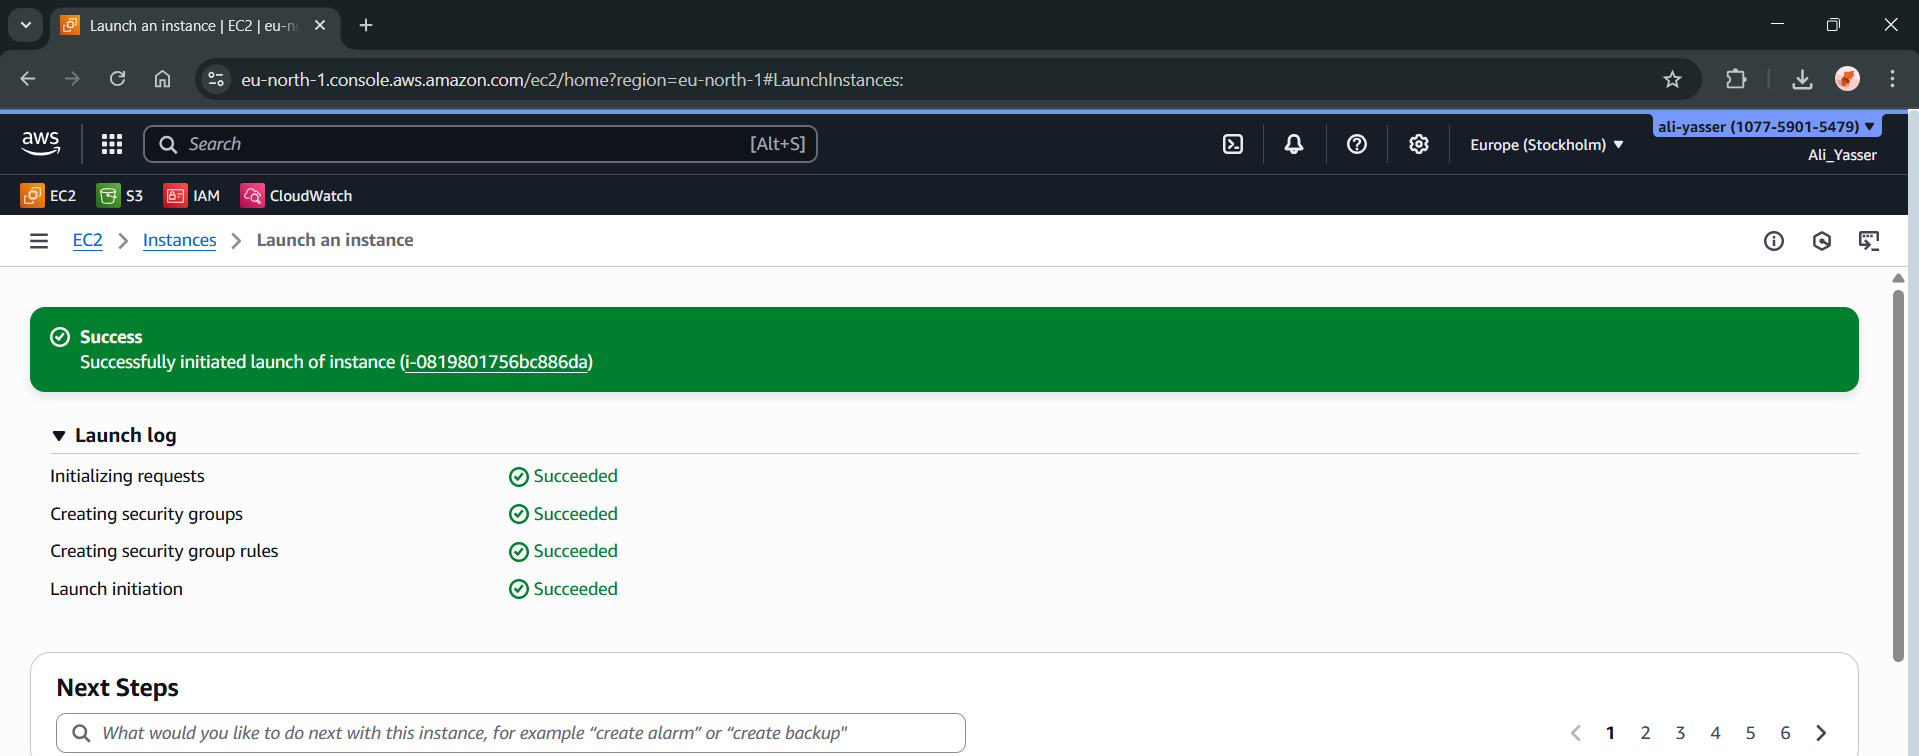 Launch an instance | EC2 | eu-n
eu-north-1.console.aws.amazon.com/ec2/home?region=eu-north-1#LaunchInstances:
aws
Search [Alt+S]
Europe (Stockholm)
ali-yasser (1077-5901-5479)
Ali_Yasser
EC2 S3 IAM CloudWatch
EC2 Instances Launch an instance
Success
Successfully initiated launch of instance (i-0819801756bc886da)
Launch log
Initializing requests Succeeded
Creating security groups Succeeded
Creating security group rules Succeeded
Launch initiation Succeeded
Next Steps
What would you like to do next with this instance, for example “create alarm” or “create backup"
1 2 3 4 5 6